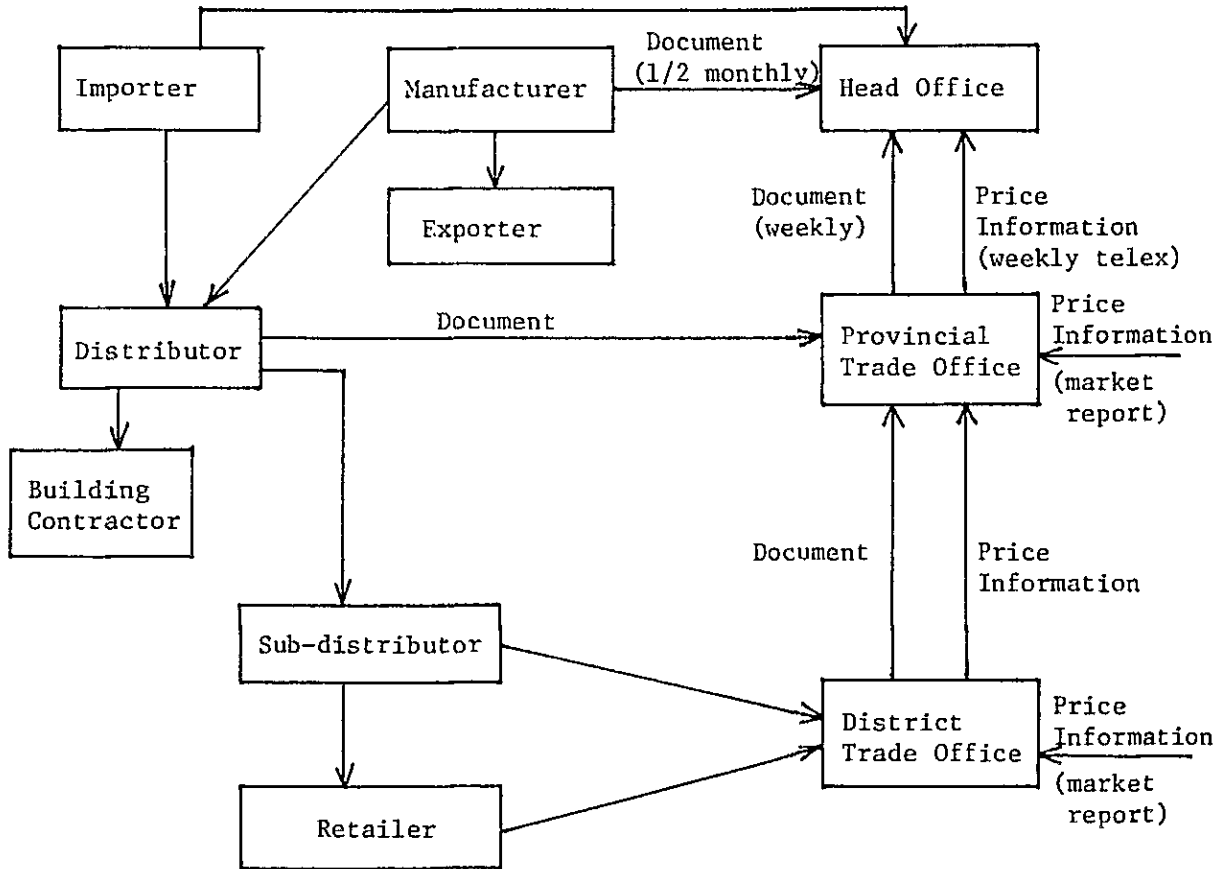 Document
(1/2 monthly)
Importer
Manufacturer
Head Office
Exporter
Document
(weekly)
Price
Information
(weekly telex)
Distributor
Document
Provincial
Trade Office
Price
Information
(market
report)
Building
Contractor
Document
Price
Information
Sub-distributor
District
Trade Office
Price
Information
(market
report)
Retailer